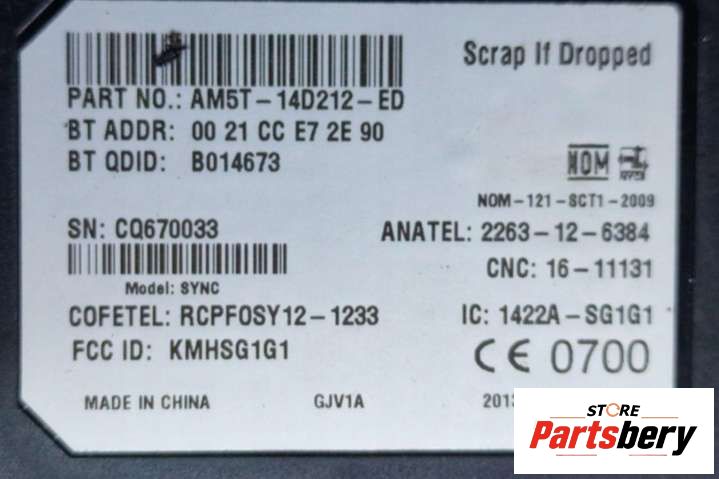 Scrap If Dropped
PART NO.: AM5T-14D212-ED
BT ADDR: 00 21 CC E7 2E 90
BT QDID: B014673
NOM
NOM-121-SCT1-2009
SN: CQ670033
ANATEL: 2263-12-6384
CNC: 16-11131
Model: SYNC
COFETEL: RCPFOSY12-1233
IC: 1422A-SG1G1
FCC ID: KMHSG1G1
CE 0700
MADE IN CHINA GJV1A 2013
STORE
Partsbery